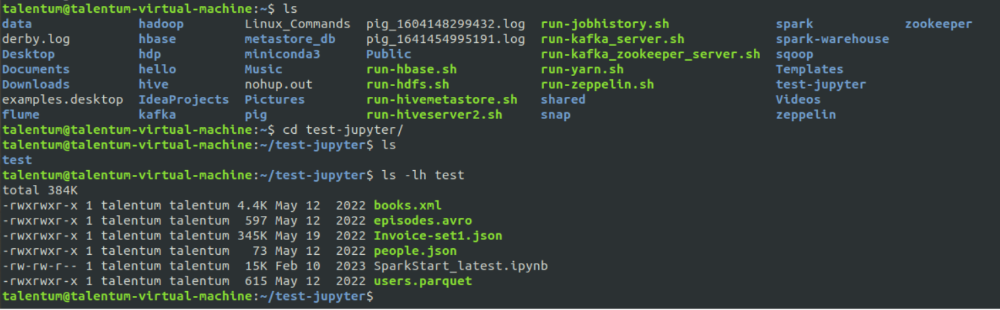 talentum@talentum-virtual-machine:~$ ls
data              hadoop        Linux_Commands  pig_1604148299432.log  run-jobhistory.sh              spark            zookeeper
derby.log         hbase         metastore_db    pig_1641454995191.log  run-kafka_server.sh            spark-warehouse
Desktop           hdp           miniconda3      Public                 run-kafka_zookeeper_server.sh  sqoop
Documents         hello         Music           run-hbase.sh           run-yarn.sh                    Templates
Downloads         hive          nohup.out       run-hdfs.sh            run-zeppelin.sh                test-jupyter
examples.desktop  IdeaProjects  Pictures        run-hivemetastore.sh   shared                         Videos
flume             kafka         pig             run-hiveserver2.sh     snap                           zeppelin
talentum@talentum-virtual-machine:~$ cd test-jupyter/
talentum@talentum-virtual-machine:~/test-jupyter$ ls
test
talentum@talentum-virtual-machine:~/test-jupyter$ ls -lh test
total 384K
-rwxrwxr-x 1 talentum talentum 4.4K May 12  2022 books.xml
-rwxrwxr-x 1 talentum talentum  597 May 12  2022 episodes.avro
-rwxrwxr-x 1 talentum talentum 345K May 19  2022 Invoice-set1.json
-rwxrwxr-x 1 talentum talentum   73 May 12  2022 people.json
-rw-rw-r-- 1 talentum talentum  15K Feb 10  2023 SparkStart_latest.ipynb
-rwxrwxr-x 1 talentum talentum  615 May 12  2022 users.parquet
talentum@talentum-virtual-machine:~/test-jupyter$